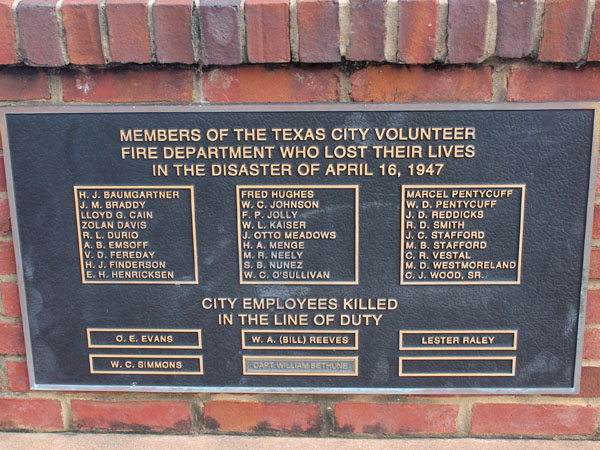 MEMBERS OF THE TEXAS CITY VOLUNTEER
FIRE DEPARTMENT WHO LOST THEIR LIVES
IN THE DISASTER OF APRIL 16, 1947
H. J. BAUMGARTNER
J. M. BRADDY
LLOYD G. CAIN
ZOLAN DAVIS
R. L. DURIO
A. B. EMSOFF
V. D. FEREDAY
H. J. FINDERSON
E. H. HENRICKSEN
FRED HUGHES
W. C. JOHNSON
F. P. JOLLY
W. L. KAISER
J. OTTO MEADOWS
H. A. MENGE
M. R. NEELY
S. B. NUNEZ
W. C. O'SULLIVAN
MARCEL PENTYCUFF
W. D. PENTYCUFF
J. D. REDDICKS
R. D. SMITH
J. C. STAFFORD
M. B. STAFFORD
C. R. VESTAL
M. D. WESTMORELAND
C. J. WOOD, SR.
CITY EMPLOYEES KILLED
IN THE LINE OF DUTY
O. E. EVANS
W. A. (BILL) REEVES
LESTER RALEY
W. C. SIMMONS
CAPT. WILLIAM BETHUNE